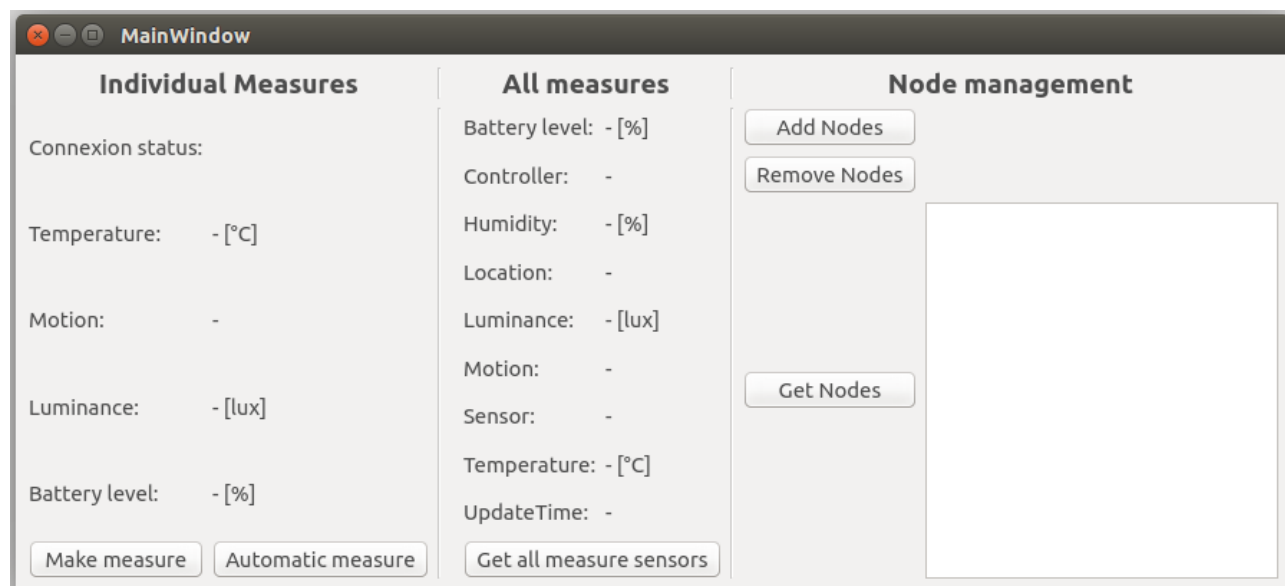 MainWindow
Individual Measures
Connexion status:
Temperature: - [°C]
Motion: -
Luminance: - [lux]
Battery level: - [%]
Make measure Automatic measure
All measures
Battery level: - [%]
Controller: -
Humidity: - [%]
Location: -
Luminance: - [lux]
Motion: -
Sensor: -
Temperature: - [°C]
UpdateTime: -
Get all measure sensors
Node management
Add Nodes
Remove Nodes
Get Nodes